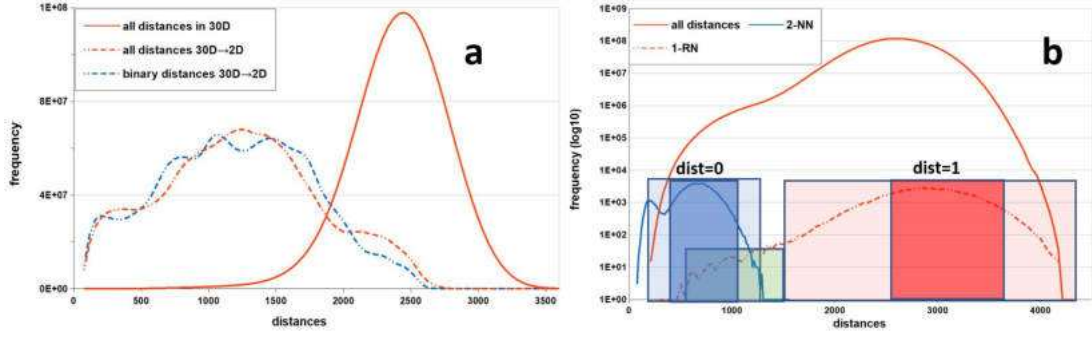 1E+08
8E+07
4E+07
0E+00
frequency
all distances in 30D
all distances 30D→2D
binary distances 30D→2D
a
0
500
1000
1500
2000
2500
3000
3500
distances
1E+10
1E+09
1E+08
1E+07
1E+06
1E+05
1E+04
1E+03
1E+02
1E+01
1E+00
frequency (log10)
all distances
2-NN
1-RN
b
dist=0
dist=1
0
1000
2000
3000
4000
distances